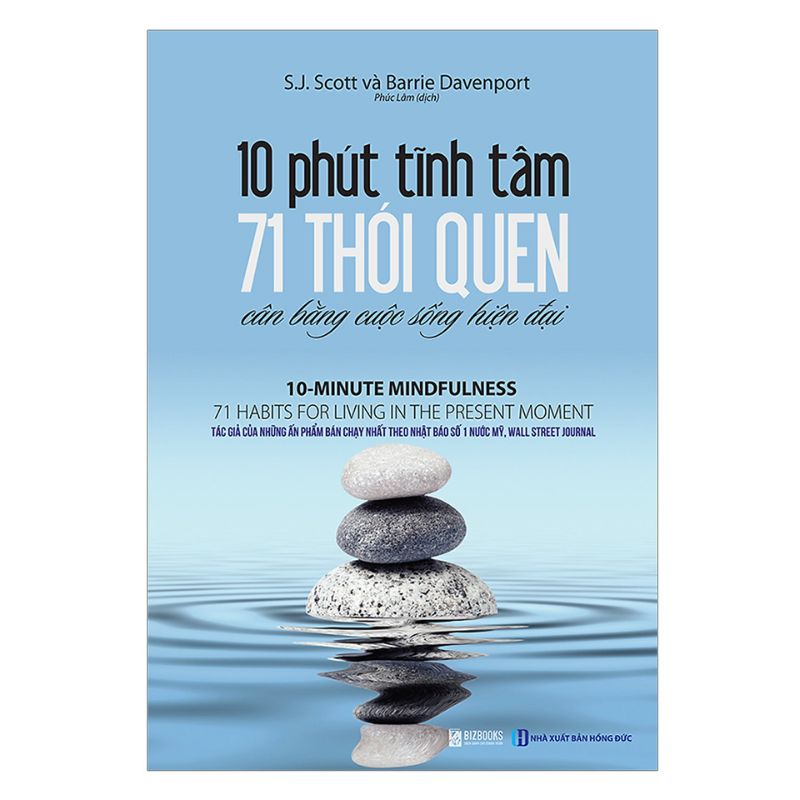 S.J. Scott và Barrie Davenport
Phúc Lâm (dịch)
10 phút tĩnh tâm
71 THÓI QUEN
cân bằng cuộc sống hiện đại
10-MINUTE MINDFULNESS
71 HABITS FOR LIVING IN THE PRESENT MOMENT
TÁC GIẢ CỦA NHỮNG ẤN PHẨM BÁN CHẠY NHẤT THEO NHẬT BÁO SỐ 1 NƯỚC MỸ, WALL STREET JOURNAL
BIZBOOKS
NHÀ XUẤT BẢN HỒNG ĐỨC